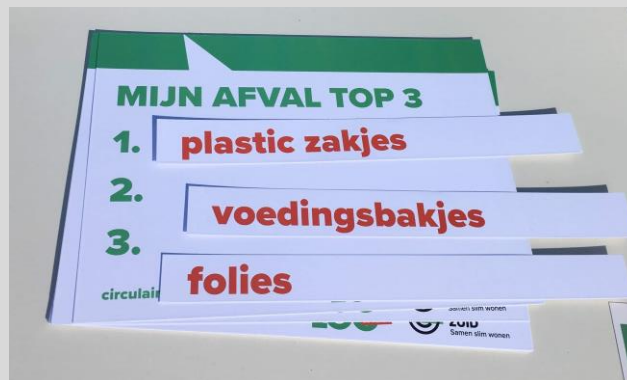 MIJN AFVAL TOP 3
1. plastic zakjes
2. voedingsbakjes
3. folies
circulair
Samen slim wonen
ZUID
Samen slim wonen